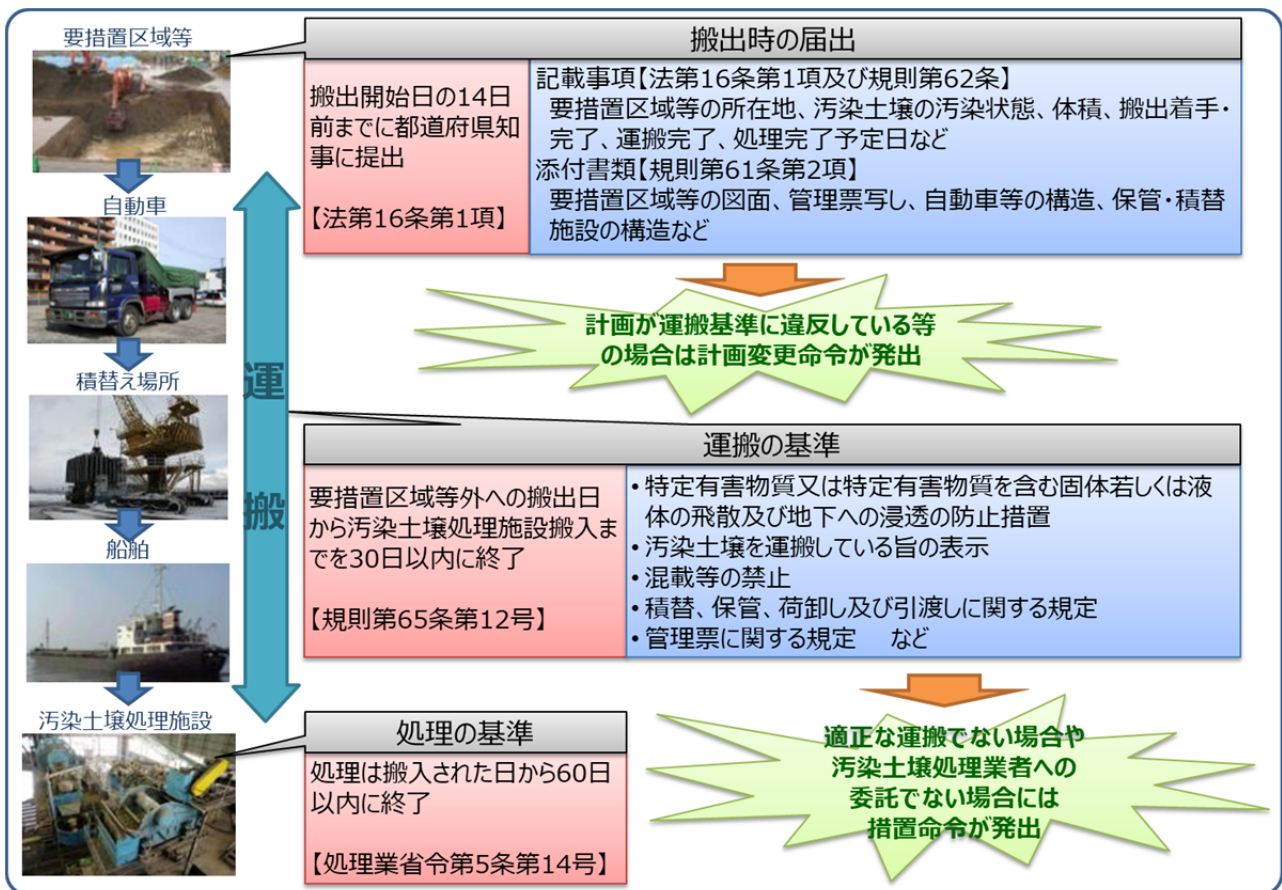 要措置区域等
自動車
積替え場所
船舶
汚染土壌処理施設
運
搬
搬出時の届出
搬出開始日の14日
前までに都道府県知
事に提出
【法第16条第1項】
記載事項【法第16条第1項及び規則第62条】
要措置区域等の所在地、汚染土壌の汚染状態、体積、搬出着手・
完了、運搬完了、処理完了予定日など
添付書類【規則第61条第2項】
要措置区域等の図面、管理票写し、自動車等の構造、保管・積替
施設の構造など
計画が運搬基準に違反している等
の場合は計画変更命令が発出
運搬の基準
要措置区域等外への搬出日
から汚染土壌処理施設搬入ま
でを30日以内に終了
【規則第65条第12号】
・特定有害物質又は特定有害物質を含む固体若しくは液
体の飛散及び地下への浸透の防止措置
・汚染土壌を運搬している旨の表示
・混載等の禁止
・積替、保管、荷卸し及び引渡しに関する規定
・管理票に関する規定 など
適正な運搬でない場合や
汚染土壌処理業者への
委託でない場合には
措置命令が発出
処理の基準
処理は搬入された日から60日
以内に終了
【処理業省令第5条第14号】